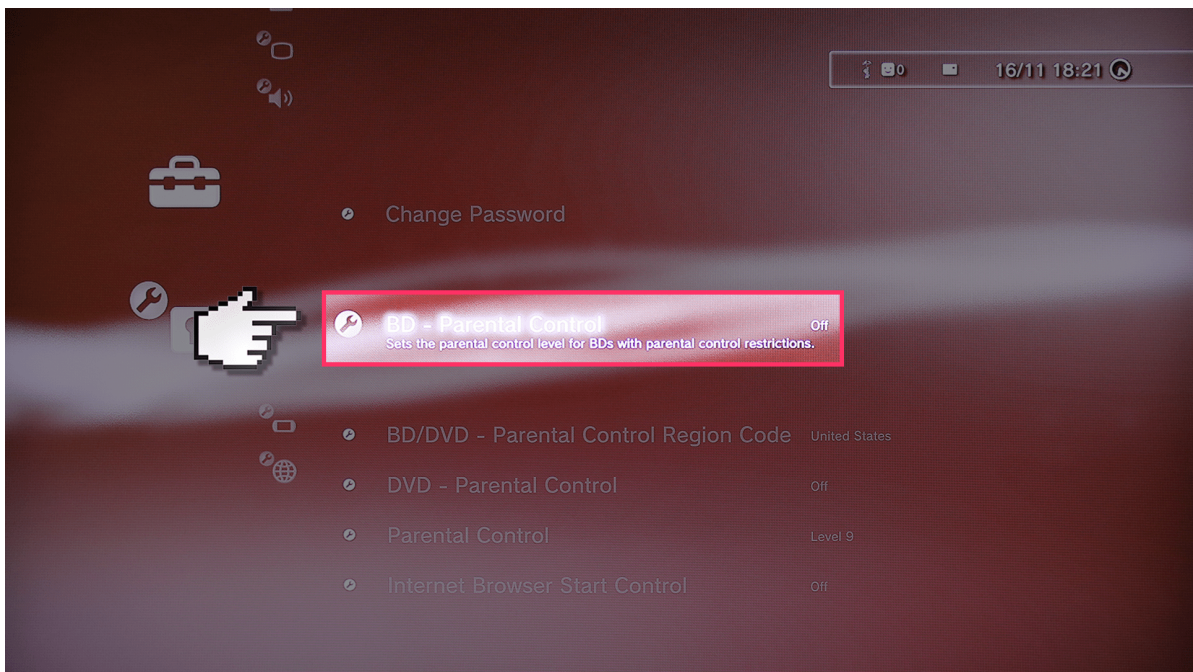 0 16/11 18:21
Change Password
BD - Parental Control Off
Sets the parental control level for BDs with parental control restrictions.
BD/DVD - Parental Control Region Code United States
DVD - Parental Control Off
Parental Control Level 9
Internet Browser Start Control Off